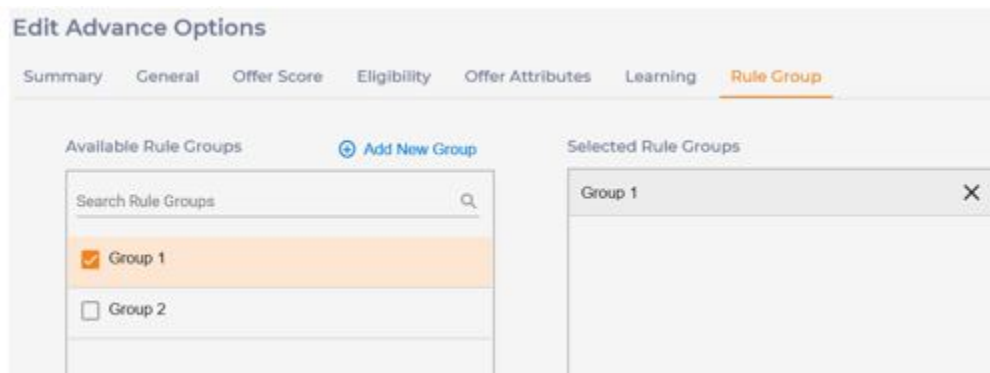 Edit Advance Options
Summary General Offer Score Eligibility Offer Attributes Learning Rule Group
Available Rule Groups Add New Group Selected Rule Groups
Search Rule Groups
Group 1
Group 1
Group 2